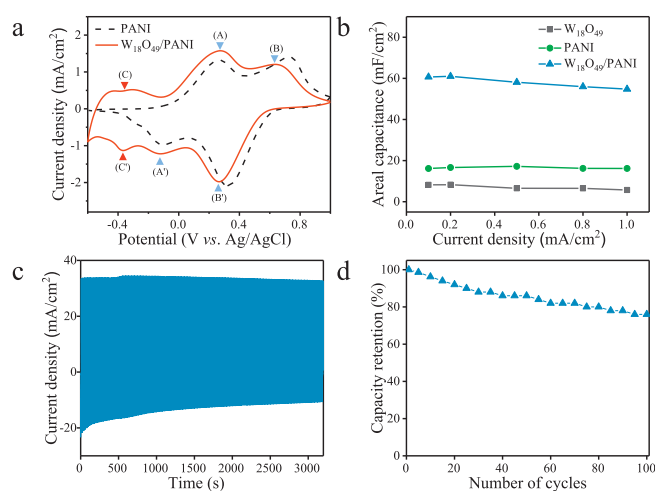 a
PANI
W₁₈O₄₉/PANI
(A)
(B)
(C)
(C')
(A')
(B')
2
1
0
-1
-2
-0.4
0.0
0.4
0.8
Current density (mA/cm²)
Potential (V vs. Ag/AgCl)
b
W₁₈O₄₉
PANI
W₁₈O₄₉/PANI
80
60
40
20
0
0.0
0.2
0.4
0.6
0.8
1.0
Areal capacitance (mF/cm²)
Current density (mA/cm²)
c
40
20
0
-20
0
500
1000
1500
2000
2500
3000
Current density (mA/cm²)
Time (s)
d
100
80
60
40
20
0
0
20
40
60
80
100
Capacity retention (%)
Number of cycles